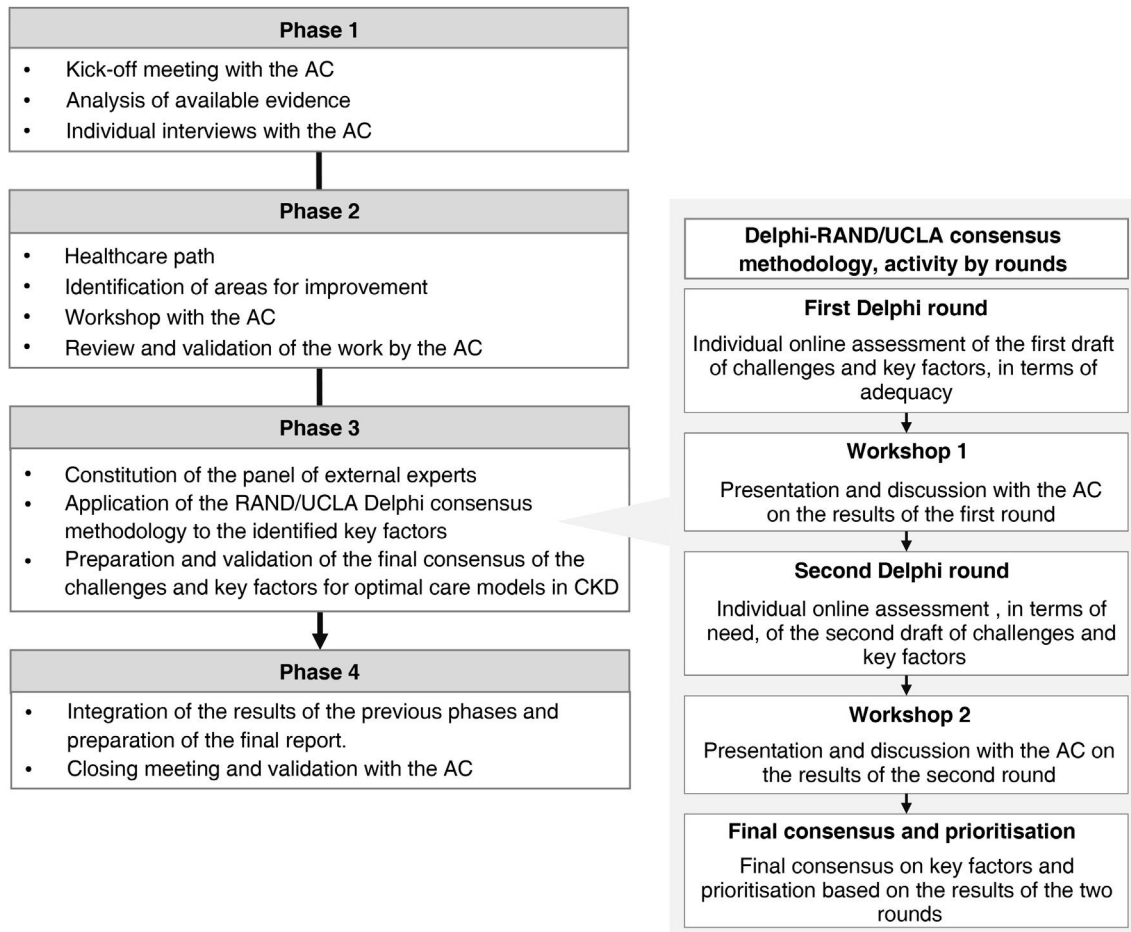 Phase 1
• Kick-off meeting with the AC
• Analysis of available evidence
• Individual interviews with the AC
Phase 2
• Healthcare path
• Identification of areas for improvement
• Workshop with the AC
• Review and validation of the work by the AC
Phase 3
• Constitution of the panel of external experts
• Application of the RAND/UCLA Delphi consensus
methodology to the identified key factors
• Preparation and validation of the final consensus of the
challenges and key factors for optimal care models in CKD
Phase 4
• Integration of the results of the previous phases and
preparation of the final report.
• Closing meeting and validation with the AC
Delphi-RAND/UCLA consensus
methodology, activity by rounds
First Delphi round
Individual online assessment of the first draft
of challenges and key factors, in terms of
adequacy
Workshop 1
Presentation and discussion with the AC
on the results of the first round
Second Delphi round
Individual online assessment , in terms of
need, of the second draft of challenges and
key factors
Workshop 2
Presentation and discussion with the AC on
the results of the second round
Final consensus and prioritisation
Final consensus on key factors and
prioritisation based on the results of the two
rounds